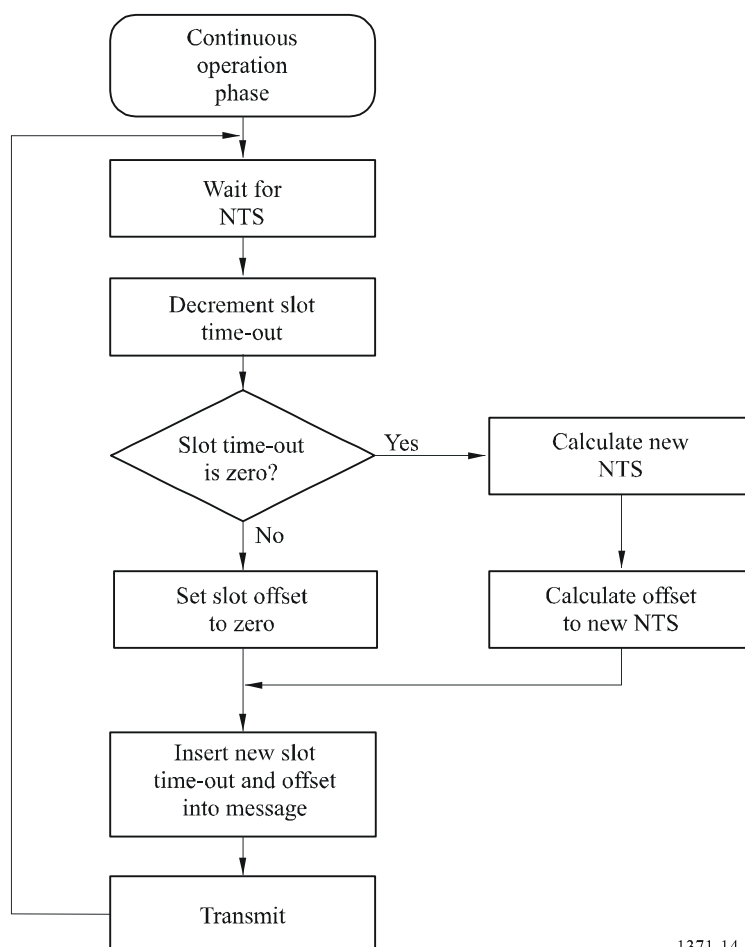 Continuous
operation
phase
Wait for
NTS
Decrement slot
time-out
Slot time-out
is zero?
Yes
Calculate new
NTS
No
Set slot offset
to zero
Calculate offset
to new NTS
Insert new slot
time-out and offset
into message
Transmit
1371-14